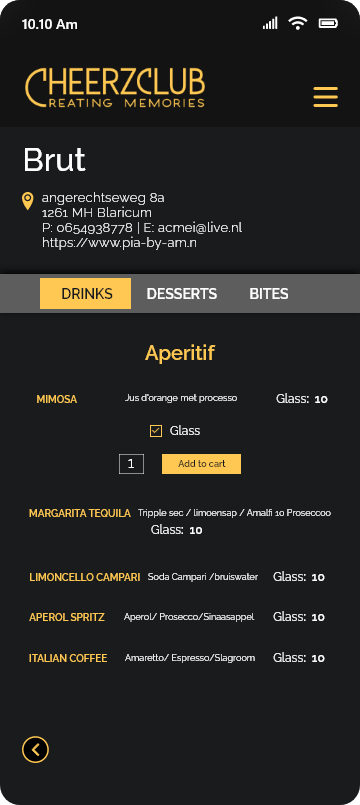 10.10 Am
CHEERZCLUB
REATING MEMORIES
Brut
angerechtseweg 8a
1261 MH Blaricum
P: 0654938778 | E: acmei@live.nl
https://www.pia-by-am.n
DRINKS DESSERTS BITES
Aperitif
MIMOSA Jus d'orange met processo Glass: 10
Glass
1 Add to cart
MARGARITA TEQUILA Tripple sec / limoensap / Amalfi 10 Proseccoo
Glass: 10
LIMONCELLO CAMPARI Soda Campari /bruiswater Glass: 10
APEROL SPRITZ Aperol/ Prosecco/Sinaasappel Glass: 10
ITALIAN COFFEE Amaretto/ Espresso/Slagroom Glass: 10